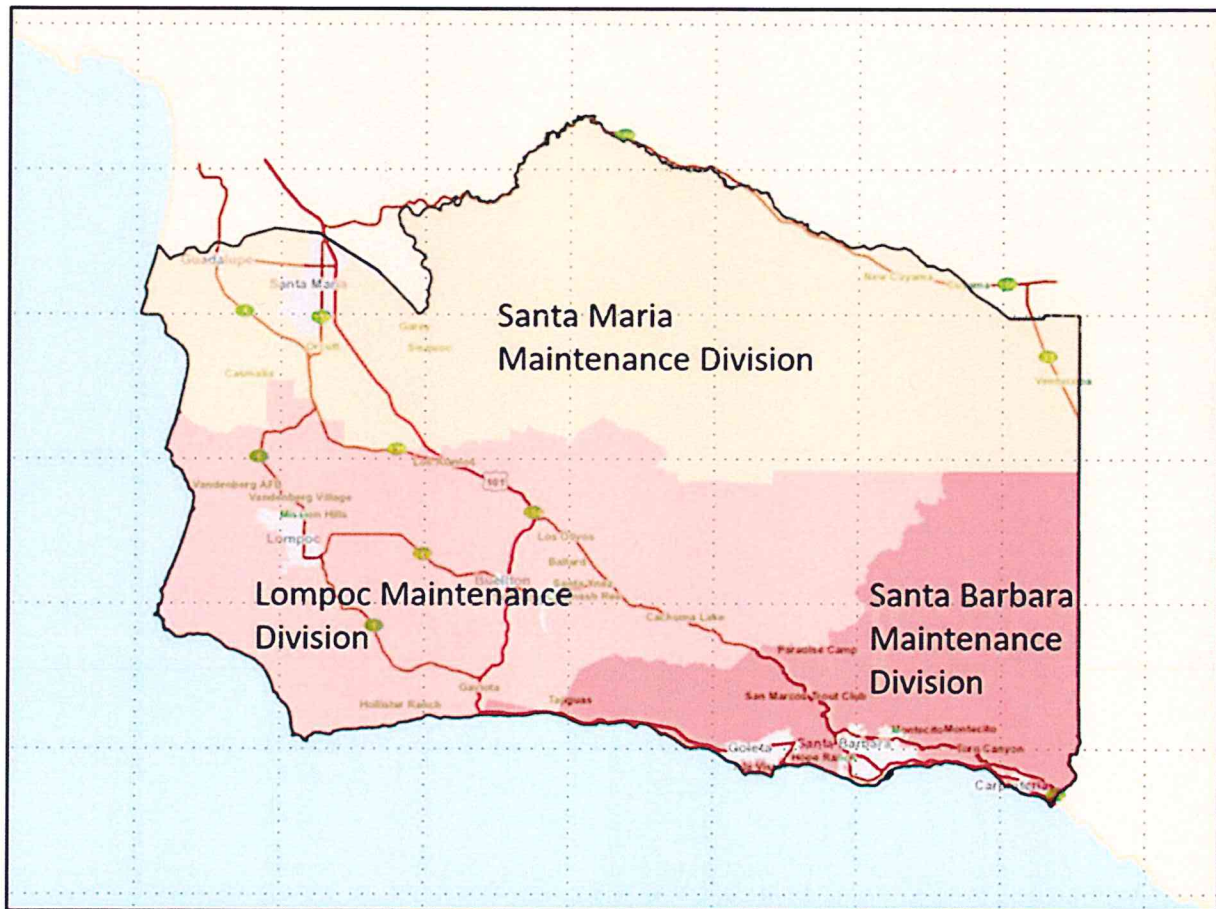 Guadalupe
Santa Maria
New Cuyama
Cuyama
Garey
Sisquoc
Orcutt
Casmalia
Santa Maria
Maintenance Division
Ventucopa
Los Alamos
101
Vandenberg AFB
Vandenberg Village
Mission Hills
Lompoc
Los Olivos
Ballard
Buellton
Santa Ynez
Lompoc Maintenance
Division
Cachuma Lake
Santa Barbara
Maintenance
Division
Paradise Camp
Gaviota
Hollister Ranch
Tajiguas
San Marcos Trout Club
Montecito Montecito
Goleta
Santa Barbara
Hope Ranch
Toro Canyon
Carpinteria